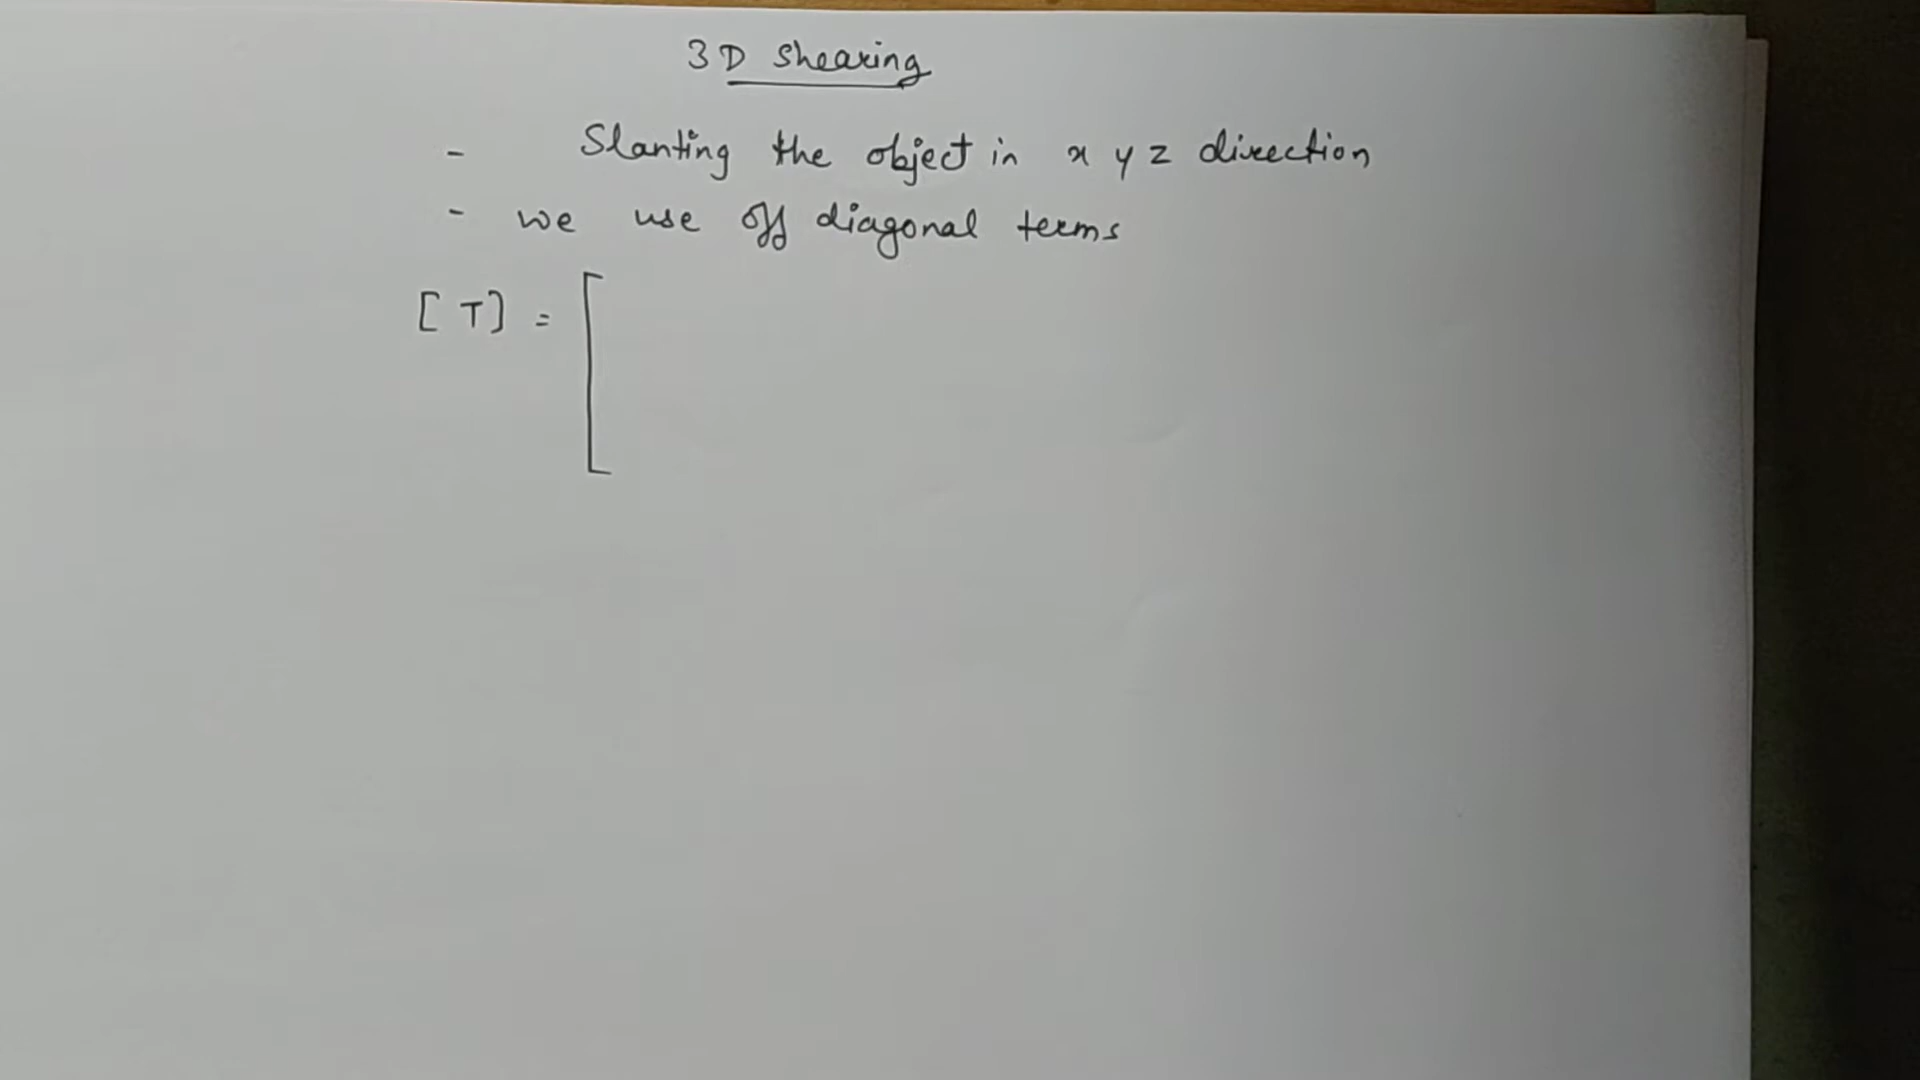 3D Shearing
- Slanting the object in x y z direction
- we use off diagonal terms
[T] = [